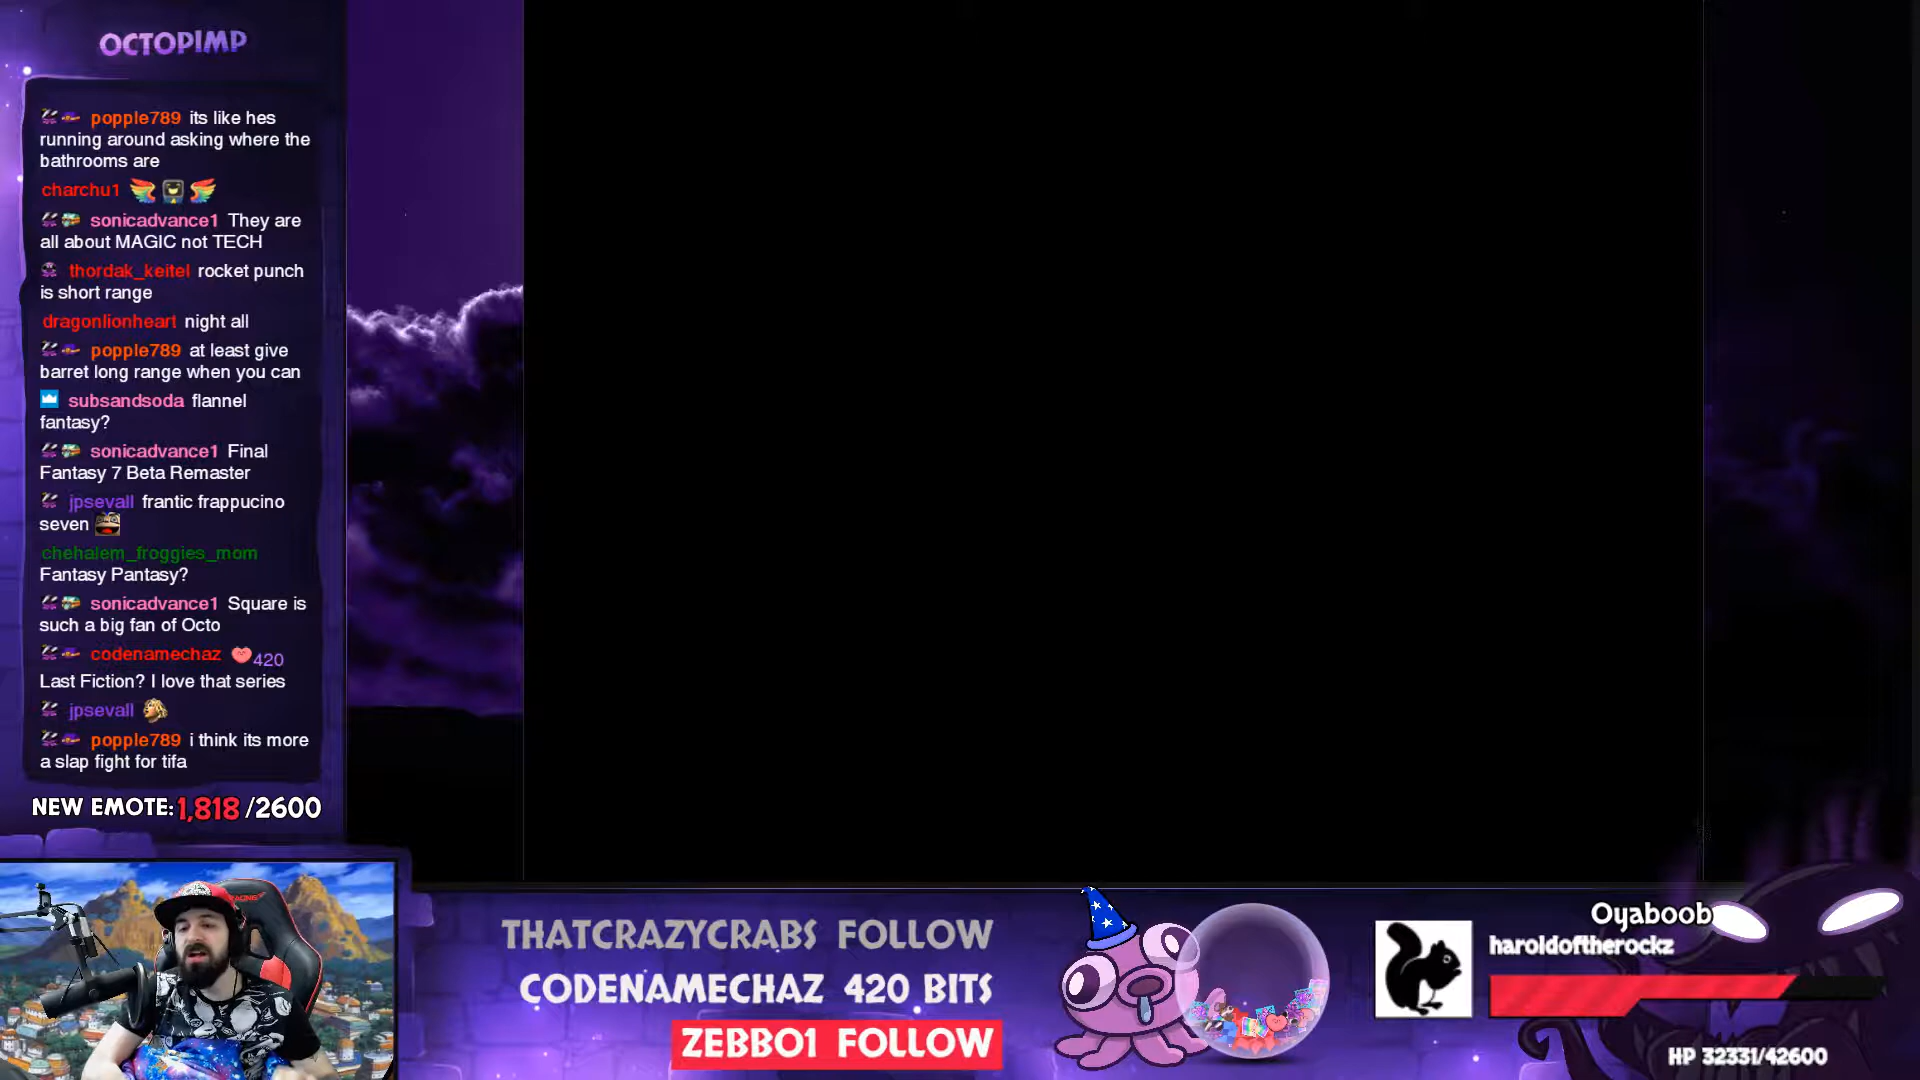 OCTOPIMP
popple789 its like hes
running around asking where the
bathrooms are
charchu1
sonicadvance1 They are
all about MAGIC not TECH
thordak_keitel rocket punch
is short range
dragonlionheart night all
popple789 at least give
barret long range when you can
subsandsoda flannel
fantasy?
sonicadvance1 Final
Fantasy 7 Beta Remaster
jpsevall frantic frappucino
seven
chehalem_froggies_mom
Fantasy Pantasy?
sonicadvance1 Square is
such a big fan of Octo
codenamechaz 420
Last Fiction? I love that series
jpsevall
popple789 i think its more
a slap fight for tifa
NEW EMOTE: 1,818 /2600
THATCRAZYCRABS FOLLOW
CODENAMECHAZ 420 BITS
ZEBBO1 FOLLOW
Oyaboob
haroldoftherockz
HP 32331/42600